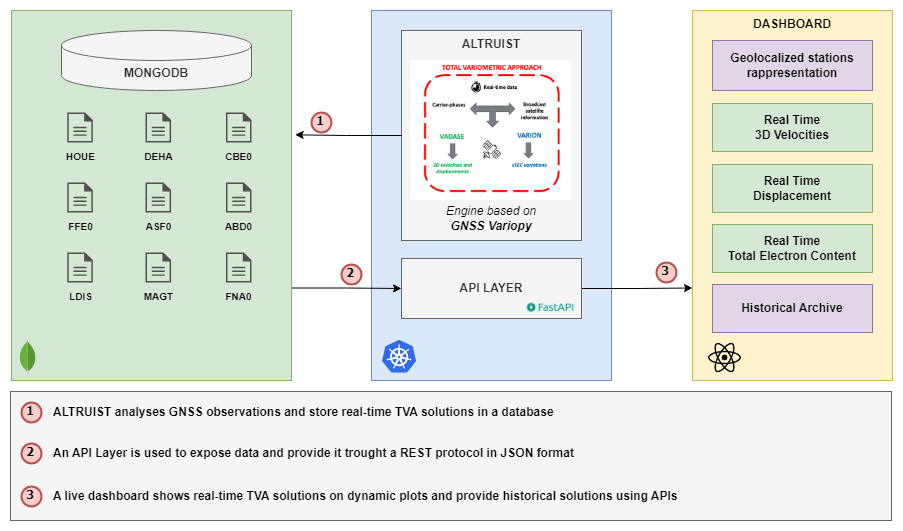 MONGODB
HOUE
DEHA
CBE0
FFE0
ASF0
ABD0
LDIS
MAGT
FNA0
1
2
ALTRUIST
TOTAL VARIOMETRIC APPROACH
Real-time data
Carrier-phases
Broadcast
satellite
information
VADASE
VARION
3D velocities and
displacements
sTEC variations
Engine based on
GNSS Variopy
API LAYER
FastAPI
3
DASHBOARD
Geolocalized stations
rappresentation
Real Time
3D Velocities
Real Time
Displacement
Real Time
Total Electron Content
Historical Archive
1 ALTRUIST analyses GNSS observations and store real-time TVA solutions in a database
2 An API Layer is used to expose data and provide it trought a REST protocol in JSON format
3 A live dashboard shows real-time TVA solutions on dynamic plots and provide historical solutions using APIs